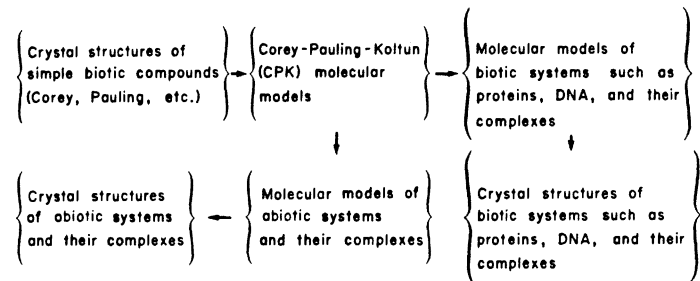 Crystal structures of
simple biotic compounds
(Corey, Pauling, etc.)
Corey-Pauling-Koltun
(CPK) molecular
models
Molecular models of
biotic systems such as
proteins, DNA, and their
complexes
Crystal structures
of abiotic systems
and their complexes
Molecular models of
abiotic systems
and their complexes
Crystal structures of
biotic systems such as
proteins, DNA, and their
complexes